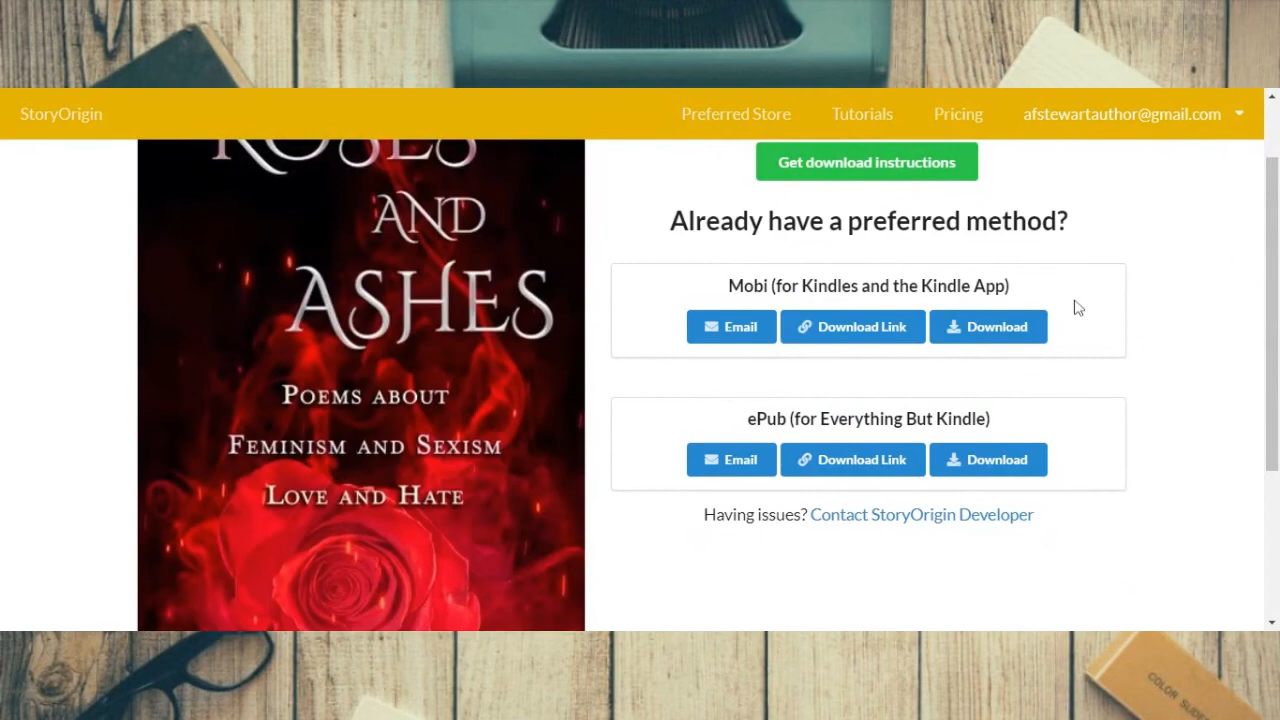 StoryOrigin
Preferred Store
Tutorials
Pricing
afstewartauthor@gmail.com
ROSES
AND
ASHES
POEMS ABOUT
FEMINISM AND SEXISM
LOVE AND HATE
Get download instructions
Already have a preferred method?
Mobi (for Kindles and the Kindle App)
Email
Download Link
Download
ePub (for Everything But Kindle)
Email
Download Link
Download
Having issues? Contact StoryOrigin Developer